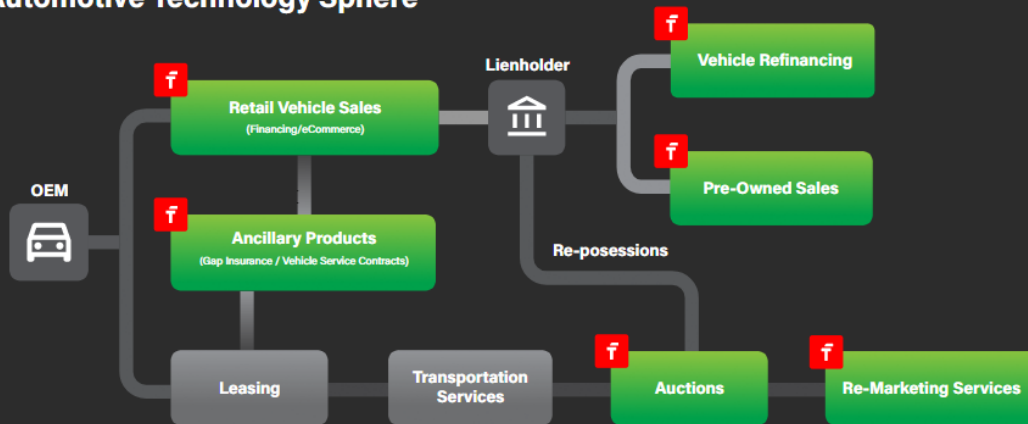 Automotive Technology Sphere
Lienholder
Vehicle Refinancing
Retail Vehicle Sales
(Financing/eCommerce)
OEM
Pre-Owned Sales
Ancillary Products
(Gap Insurance / Vehicle Service Contracts)
Re-posessions
Leasing
Transportation
Services
Auctions
Re-Marketing Services